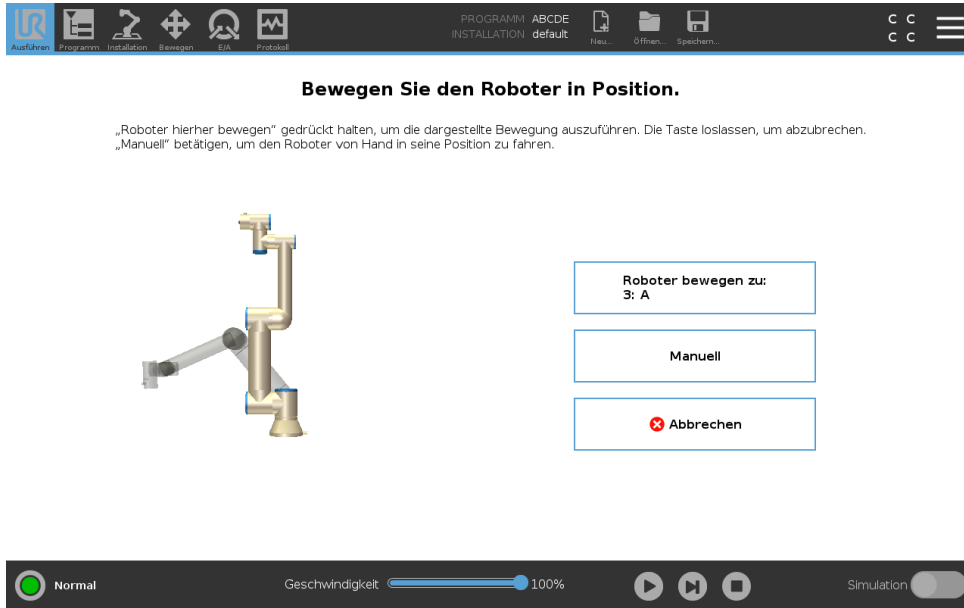 UR
PROGRAMM ABCDE
INSTALLATION default
C C
C C
Ausführen Programm Installation Bewegen E/A Protokoll Neu... Öffnen... Speichern...
Bewegen Sie den Roboter in Position.
„Roboter hierher bewegen“ gedrückt halten, um die dargestellte Bewegung auszuführen. Die Taste loslassen, um abzubrechen.
„Manuell“ betätigen, um den Roboter von Hand in seine Position zu fahren.
Roboter bewegen zu:
3: A
Manuell
Abbrechen
Normal Geschwindigkeit 100% Simulation